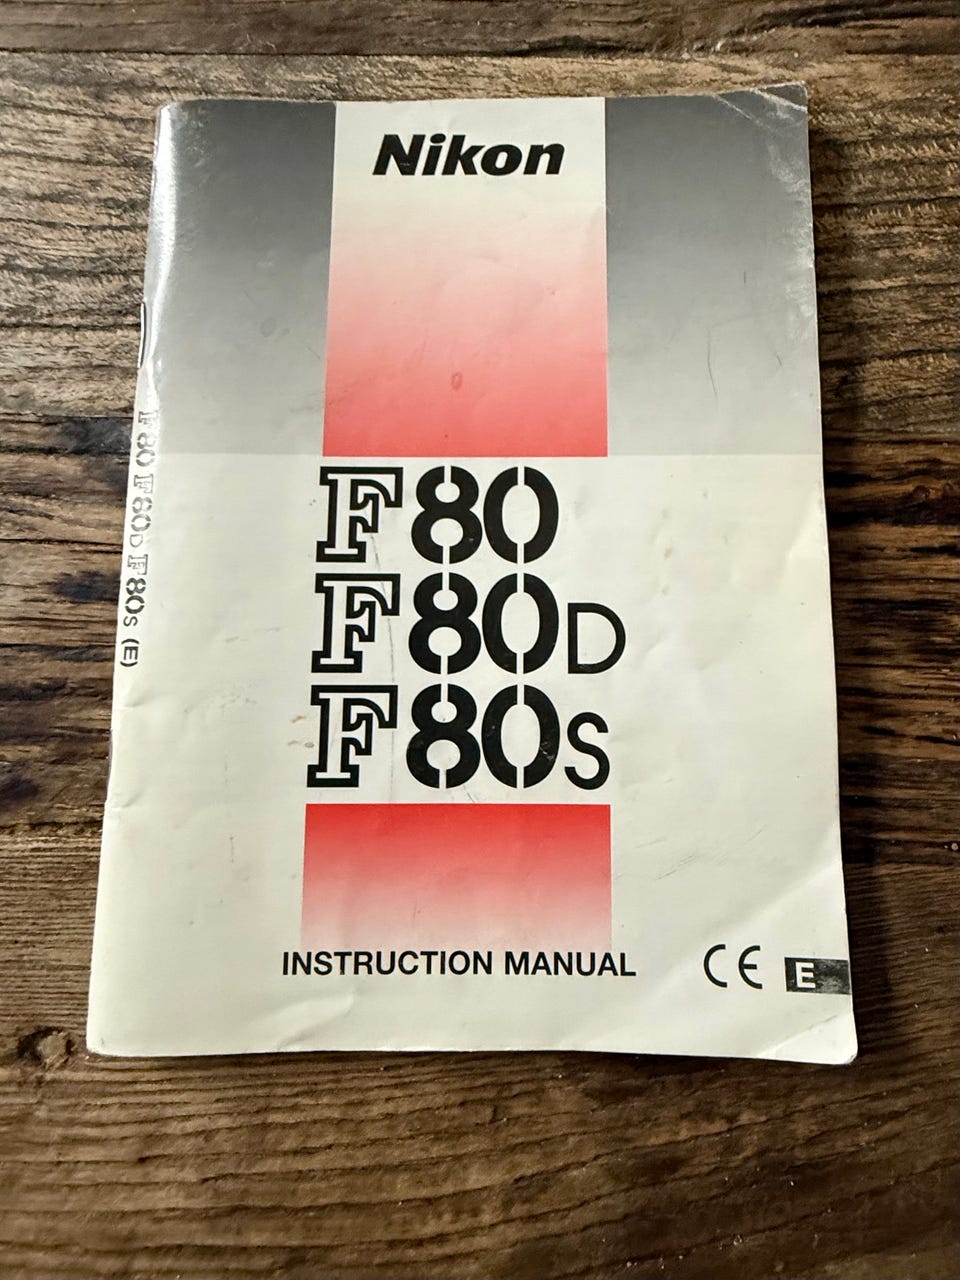 Nikon
F80
F80D
F80S
INSTRUCTION MANUAL
CE E
F80 F80D F80S (E)